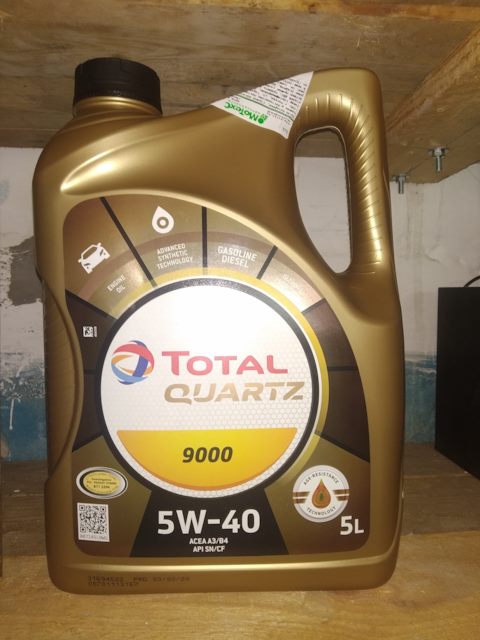 MoTexC
ADVANCED
SYNTHETIC
TECHNOLOGY
GASOLINE
DIESEL
ENGINE
OIL
TOTAL
QUARTZ
9000
AGE-RESISTANCE
TECHNOLOGY
5W-40
5L
ACEA A3/B4
API SN/CF